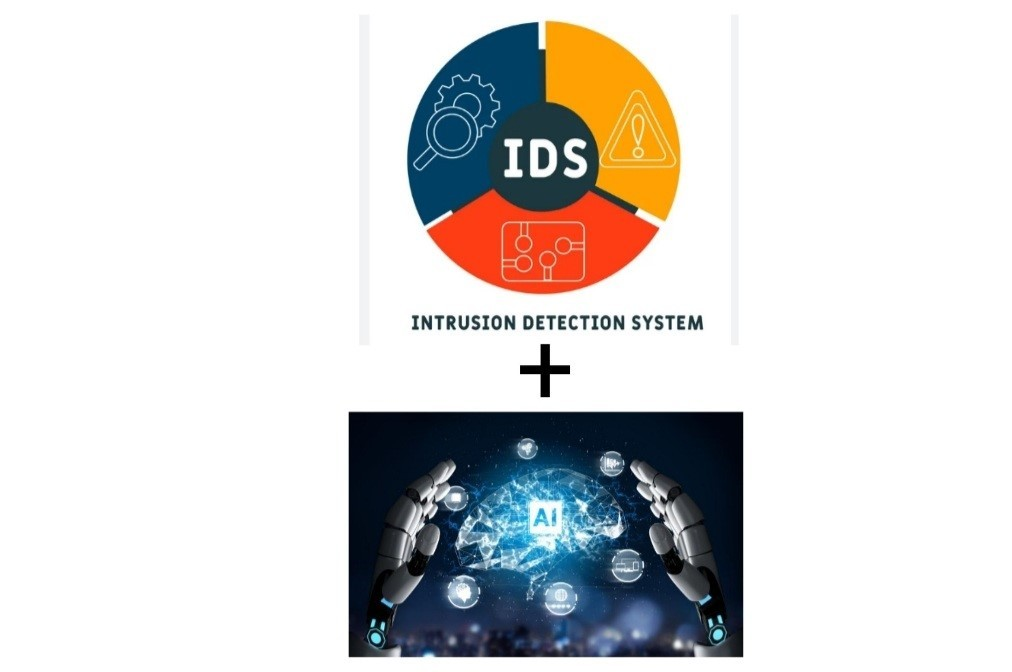 IDS
INTRUSION DETECTION SYSTEM
+
AI